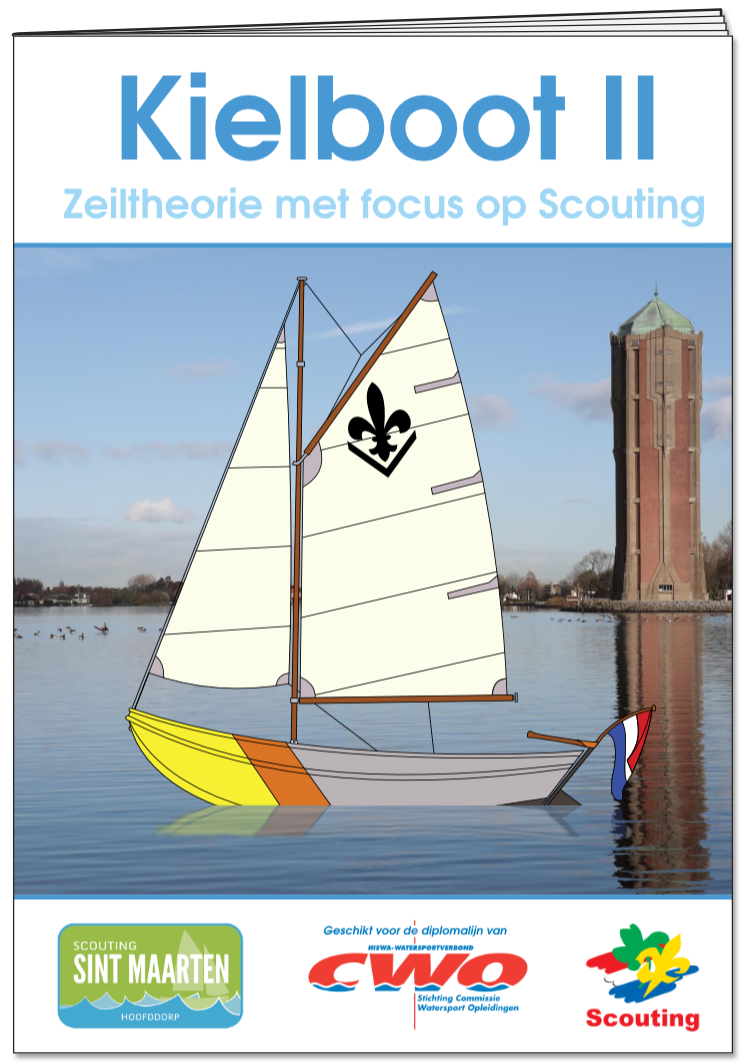 Kielboot II
Zeiltheorie met focus op Scouting
SCOUTING
SINT MAARTEN
HOOFDDORP
Geschikt voor de diplomalijn van
HISWA-WATERSPORTVERBOND
CWO
Stichting Commissie
Watersport Opleidingen
Scouting